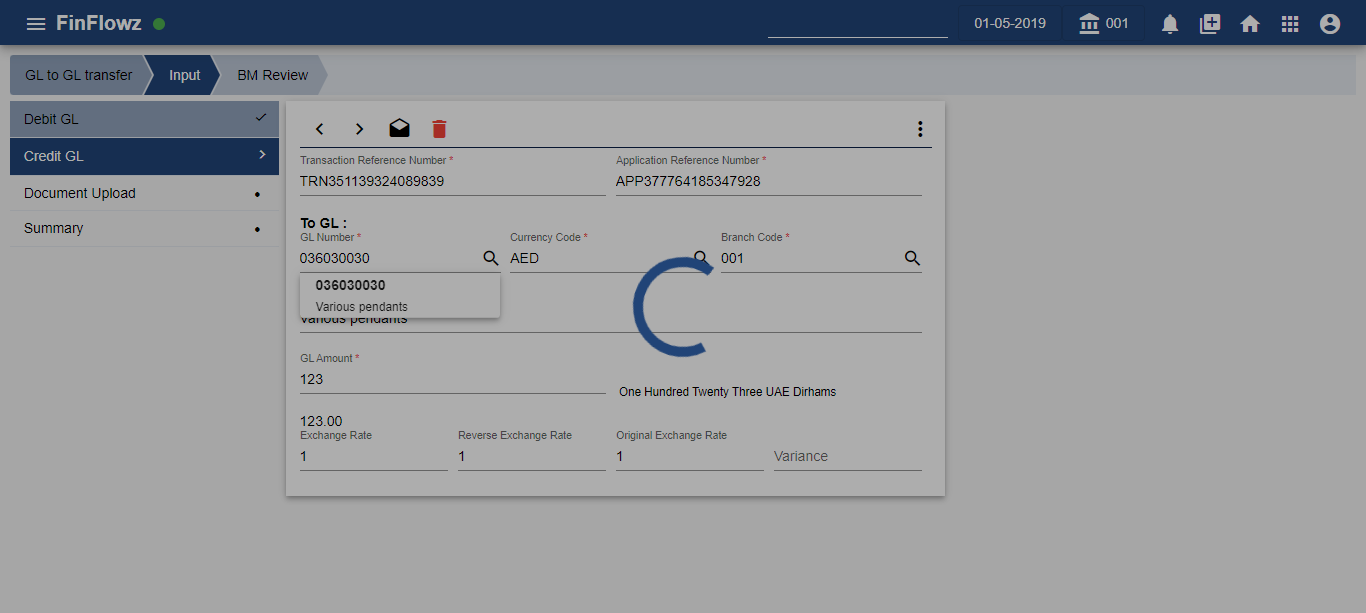 FinFlowz
01-05-2019
001
GL to GL transfer
Input
BM Review
Debit GL
Credit GL
Document Upload
Summary
Transaction Reference Number *
Application Reference Number *
TRN351139324089839
APP377764185347928
To GL :
GL Number *
Currency Code *
Branch Code *
036030030
AED
001
036030030
Various pendants
Various pendants
GL Amount *
123
One Hundred Twenty Three UAE Dirhams
123.00
Exchange Rate
Reverse Exchange Rate
Original Exchange Rate
1
1
1
Variance